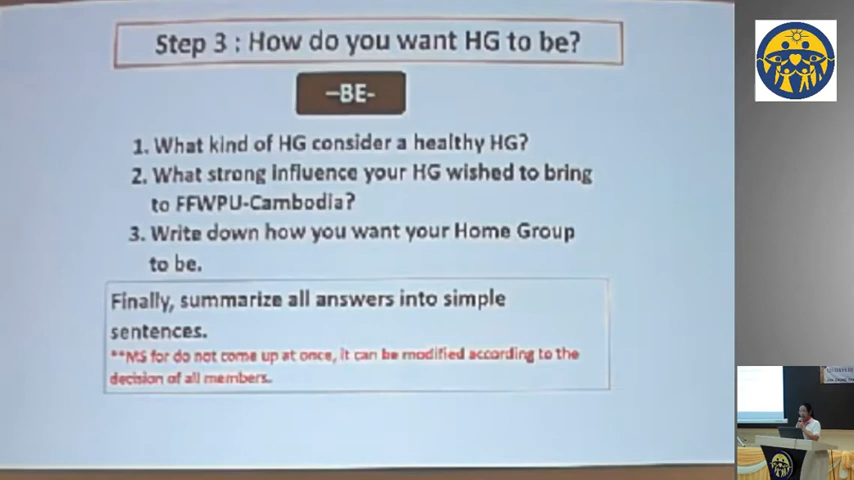 Step 3 : How do you want HG to be?
–BE-
1. What kind of HG consider a healthy HG?
2. What strong influence your HG wished to bring
to FFWPU-Cambodia?
3. Write down how you want your Home Group
to be.
Finally, summarize all answers into simple
sentences.
**MS for do not come up at once, it can be modified according to the
decision of all members.